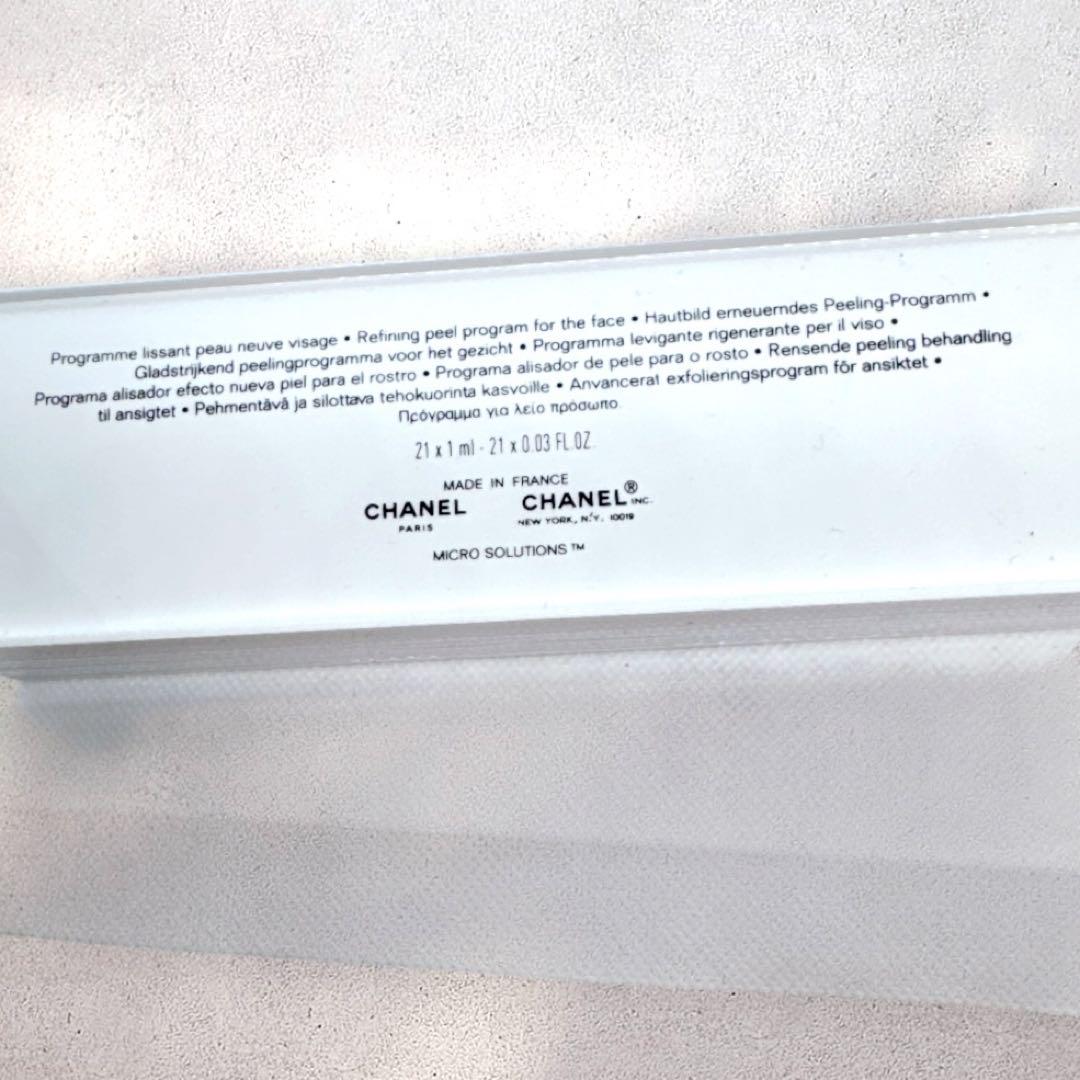 Programme lissant peau neuve visage • Refining peel program for the face • Hautbild erneuerndes Peeling-Programm •
Gladstrijkend peelingprogramma voor het gezicht • Programma levigante rigenerante per il viso •
Programa alisador efecto nueva piel para el rostro • Programa alisador de pele para o rosto • Rensende peeling behandling
til ansigtet • Pehmentävä ja silottava tehokuorinta kasvoille • Anvancerat exfolieringsprogram för ansiktet •
Πρόγραμμα για λείο πρόσωπο.
21 x 1 ml - 21 x 0.03 FL.OZ.
MADE IN FRANCE
CHANEL CHANEL® INC.
PARIS NEW YORK, N.Y. 10019
MICRO SOLUTIONS™